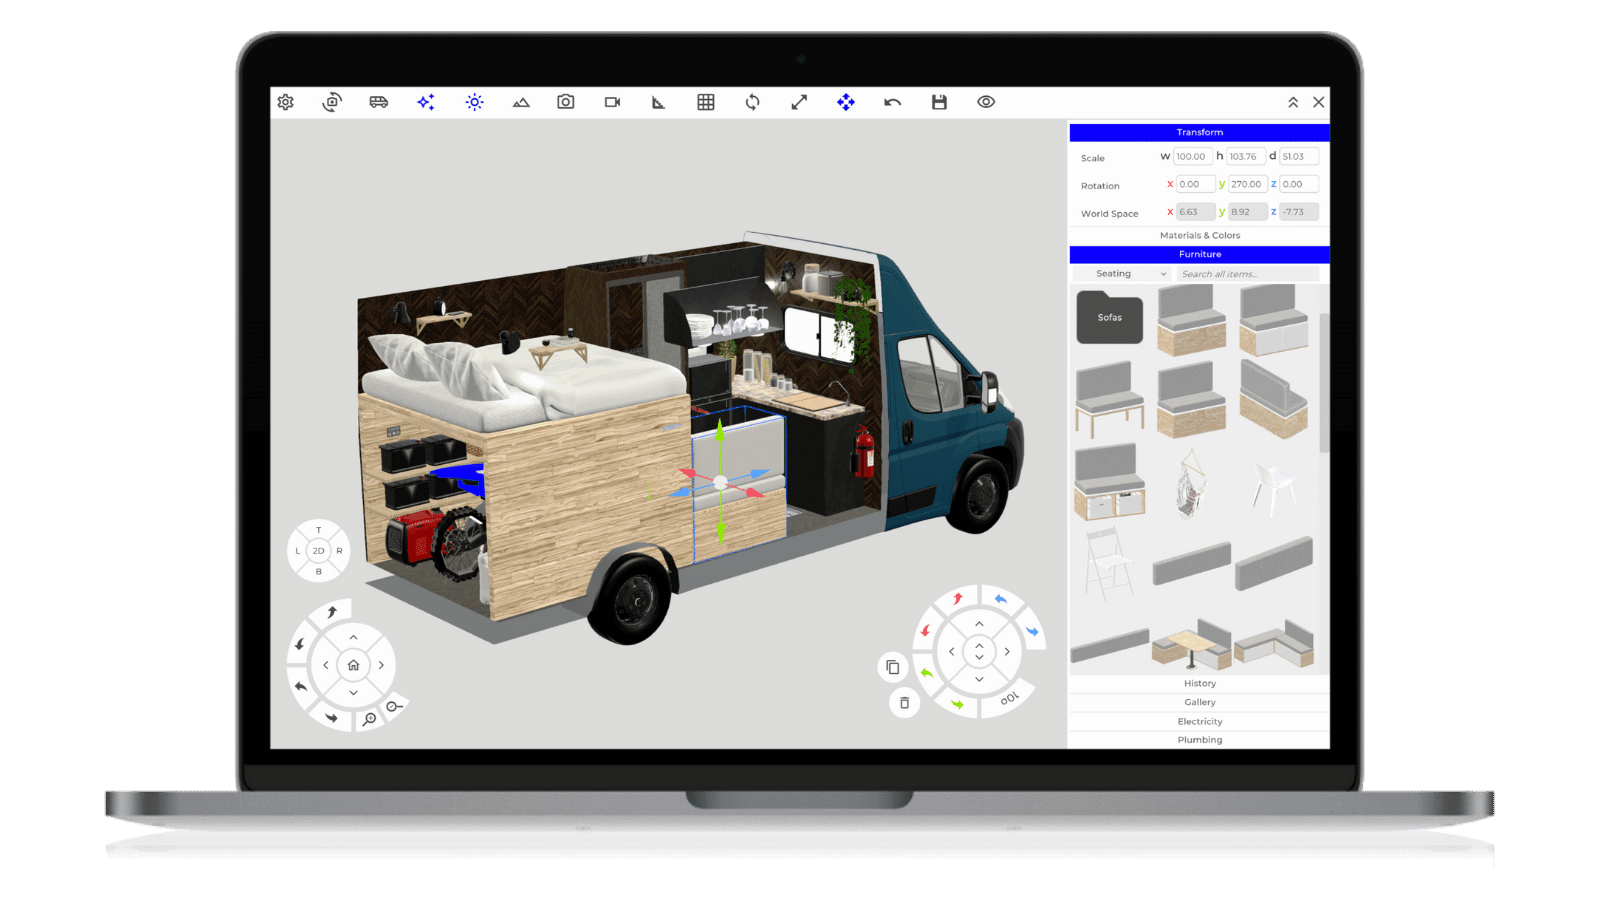 Transform
Scale w 100.00 h 103.76 d 51.03
Rotation x 0.00 y 270.00 z 0.00
World Space x 6.63 y 8.92 z -7.73
Materials & Colors
Furniture
Seating Search all items...
Sofas
T
L 2D R
B
100
History
Gallery
Electricity
Plumbing